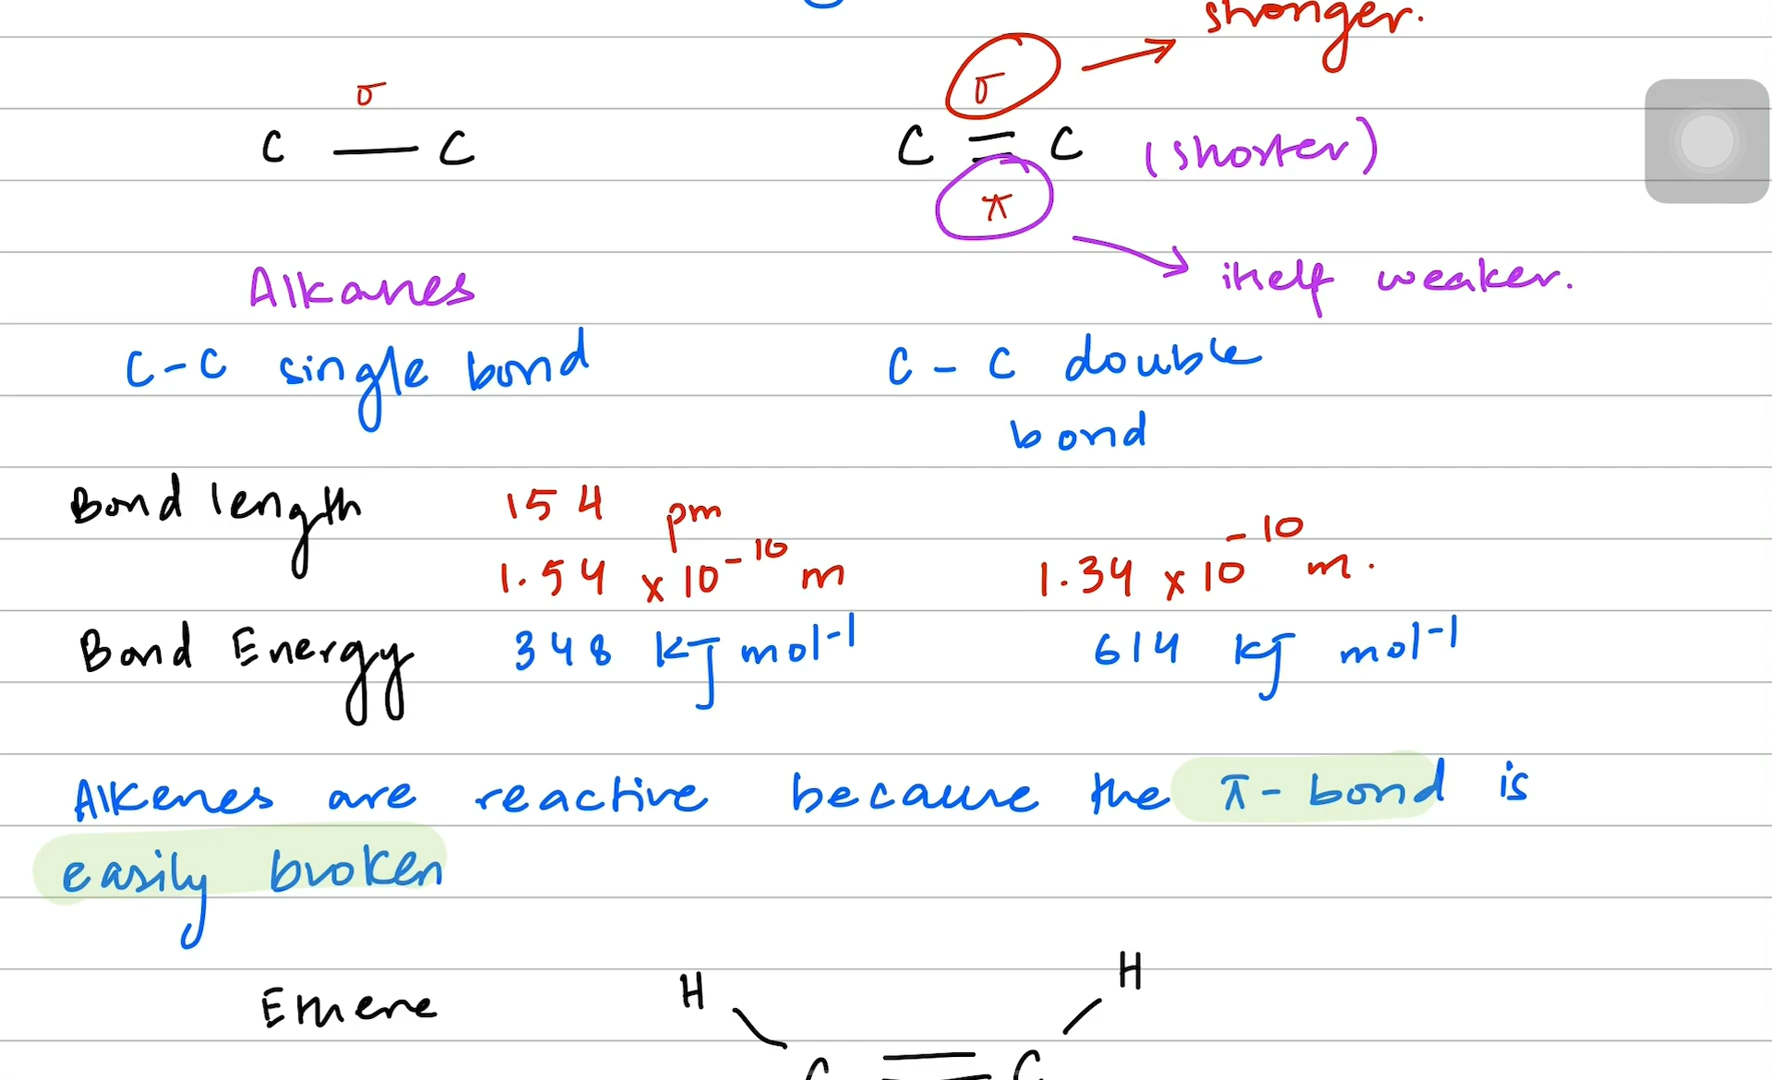 stronger.
σ σ
C — C C = C (shorter)
π
itself weaker.
Alkanes
C-C single bond C - C double
bond
Bond length 154 pm
1.54 x 10-10 m 1.34 x 10-10 m.
Bond Energy 348 kJ mol-1 614 kJ mol-1
Alkenes are reactive because the π- bond is
easily broken
H H
Ethene
C = C